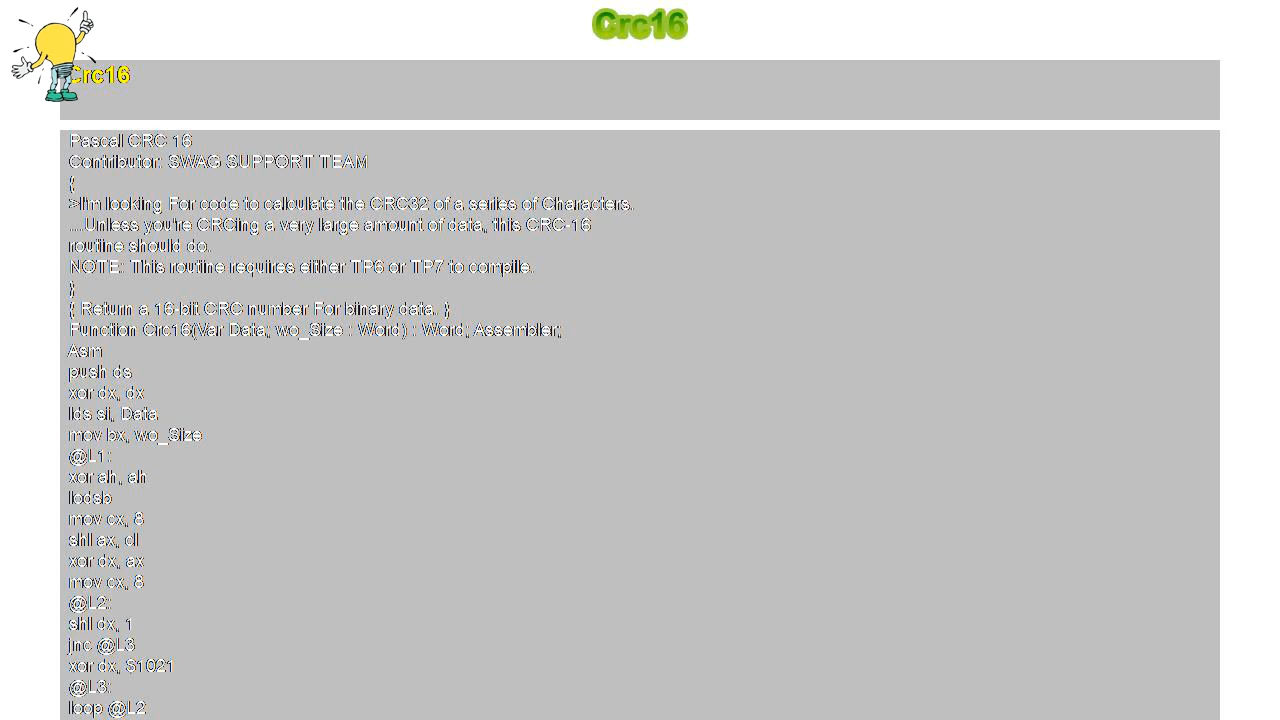 Crc16
Crc16
Pascal CRC 16
Contributor: SWAG SUPPORT TEAM
{
>I'm looking For code to calculate the CRC32 of a series of Characters.
....Unless you're CRCing a very large amount of data, this CRC-16
routine should do.
NOTE: This routine requires either TP6 or TP7 to compile.
}
{ Return a 16-bit CRC number For binary data. }
Function Crc16(Var Data; wo_Size : Word) : Word; Assembler;
Asm
push ds
xor dx, dx
lds si, Data
mov bx, wo_Size
@L1:
xor ah, ah
lodsb
mov cx, 8
shl ax, cl
xor dx, ax
mov cx, 8
@L2:
shl dx, 1
jnc @L3
xor dx, $1021
@L3:
loop @L2